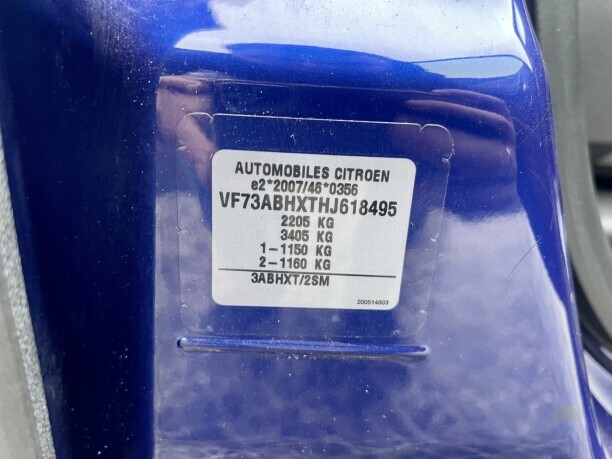 AUTOMOBILES CITROEN
e2*2007/46*0356
VF73ABHXTHJ618495
2205 KG
3405 KG
1-1150 KG
2-1160 KG
3ABHXT/2SM
200514803